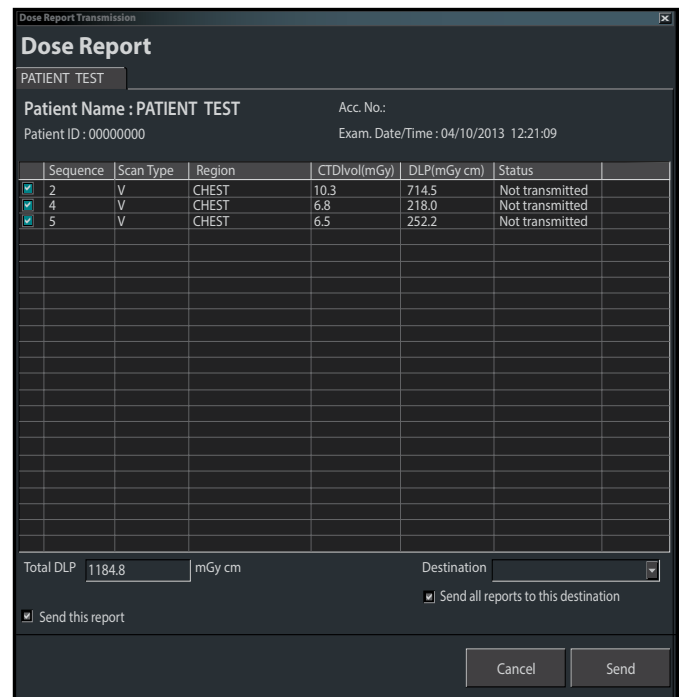 Dose Report Transmission
Dose Report
PATIENT TEST
Patient Name : PATIENT TEST Acc. No.:
Patient ID : 00000000 Exam. Date/Time : 04/10/2013 12:21:09
Sequence Scan Type Region CTDIvol(mGy) DLP(mGy cm) Status
2 V CHEST 10.3 714.5 Not transmitted
4 V CHEST 6.8 218.0 Not transmitted
5 V CHEST 6.5 252.2 Not transmitted
Total DLP 1184.8 mGy cm Destination
Send all reports to this destination
Send this report
Cancel Send